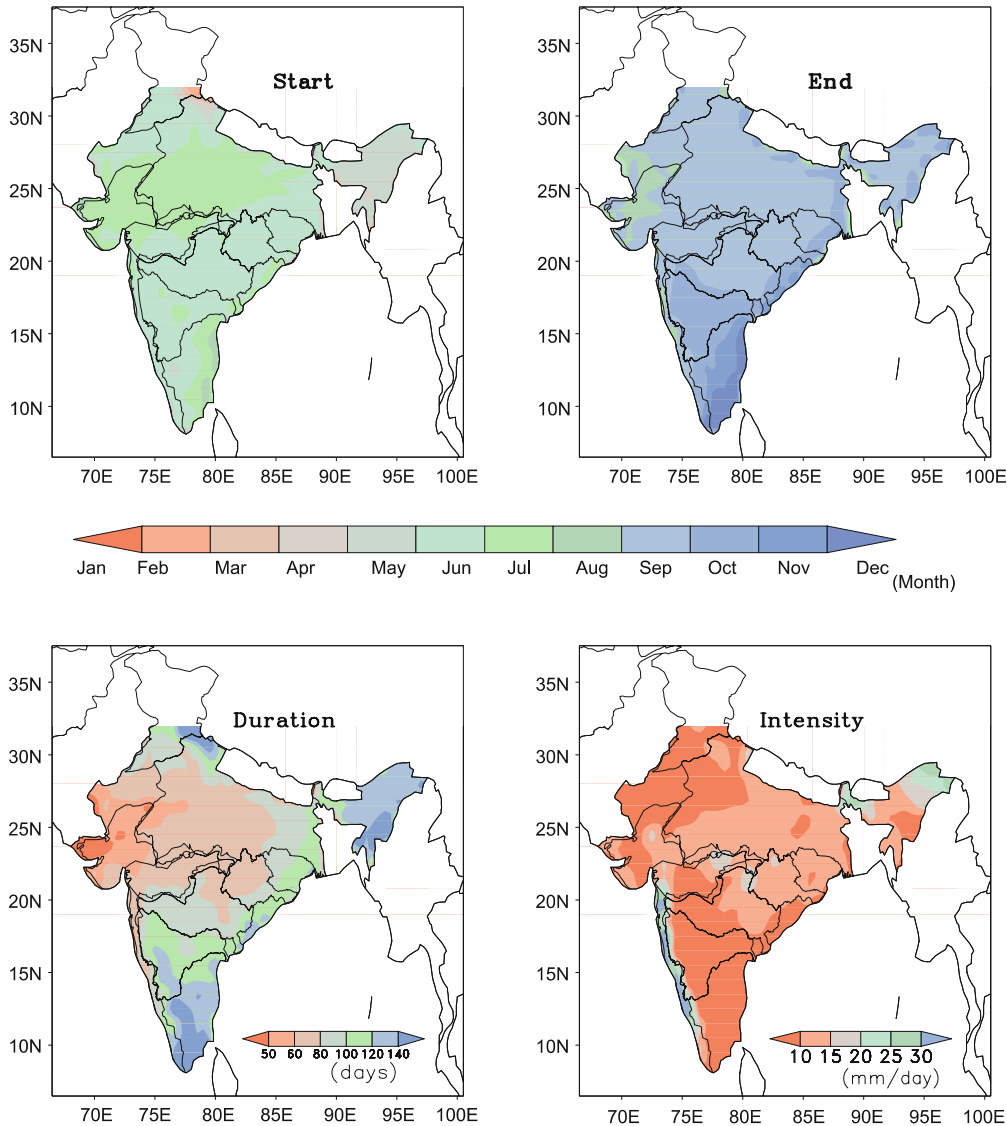 35N
30N
25N
20N
15N
10N
Start
70E 75E 80E 85E 90E 95E 100E
35N
30N
25N
20N
15N
10N
End
70E 75E 80E 85E 90E 95E 100E
Jan Feb Mar Apr May Jun Jul Aug Sep Oct Nov Dec
(Month)
35N
30N
25N
20N
15N
10N
Duration
50 60 80 100 120 140
(days)
70E 75E 80E 85E 90E 95E 100E
35N
30N
25N
20N
15N
10N
Intensity
10 15 20 25 30
(mm/day)
70E 75E 80E 85E 90E 95E 100E